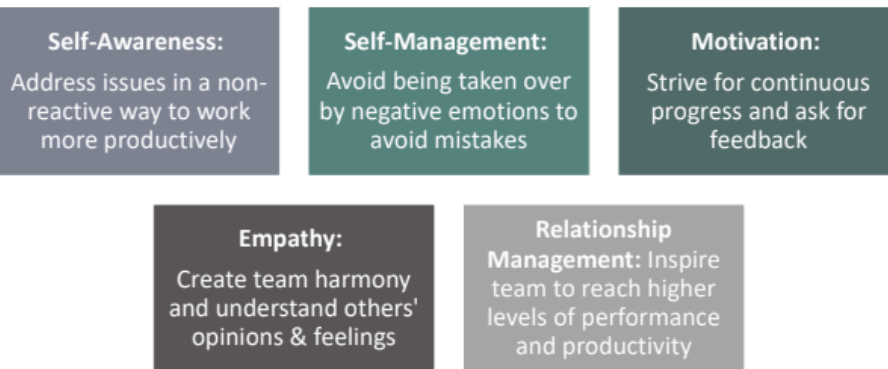 Self-Awareness:
Address issues in a non-
reactive way to work
more productively
Self-Management:
Avoid being taken over
by negative emotions to
avoid mistakes
Motivation:
Strive for continuous
progress and ask for
feedback
Empathy:
Create team harmony
and understand others'
opinions & feelings
Relationship
Management: Inspire
team to reach higher
levels of performance
and productivity